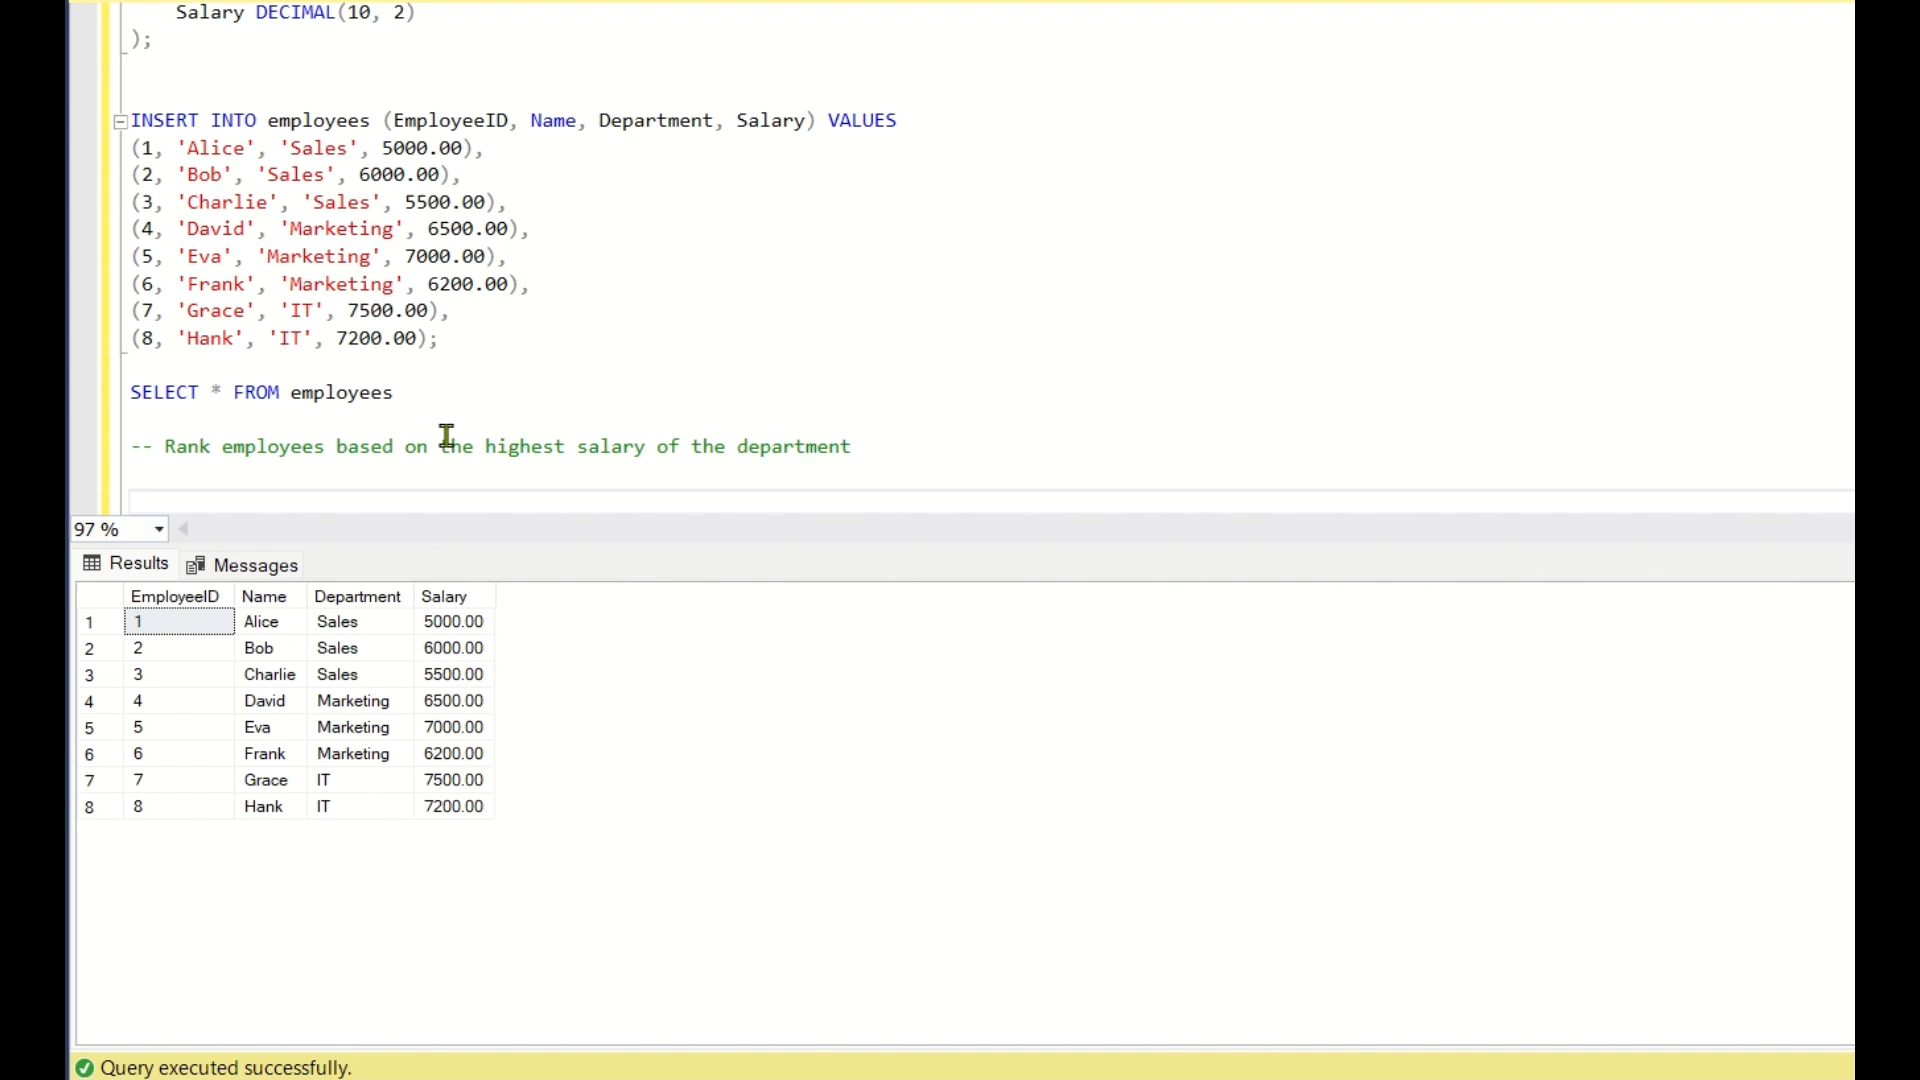 Salary DECIMAL(10, 2)
);
INSERT INTO employees (EmployeeID, Name, Department, Salary) VALUES
(1, 'Alice', 'Sales', 5000.00),
(2, 'Bob', 'Sales', 6000.00),
(3, 'Charlie', 'Sales', 5500.00),
(4, 'David', 'Marketing', 6500.00),
(5, 'Eva', 'Marketing', 7000.00),
(6, 'Frank', 'Marketing', 6200.00),
(7, 'Grace', 'IT', 7500.00),
(8, 'Hank', 'IT', 7200.00);
SELECT * FROM employees
-- Rank employees based on the highest salary of the department
97 %
Results Messages
EmployeeID Name Department Salary
1 1 Alice Sales 5000.00
2 2 Bob Sales 6000.00
3 3 Charlie Sales 5500.00
4 4 David Marketing 6500.00
5 5 Eva Marketing 7000.00
6 6 Frank Marketing 6200.00
7 7 Grace IT 7500.00
8 8 Hank IT 7200.00
Query executed successfully.